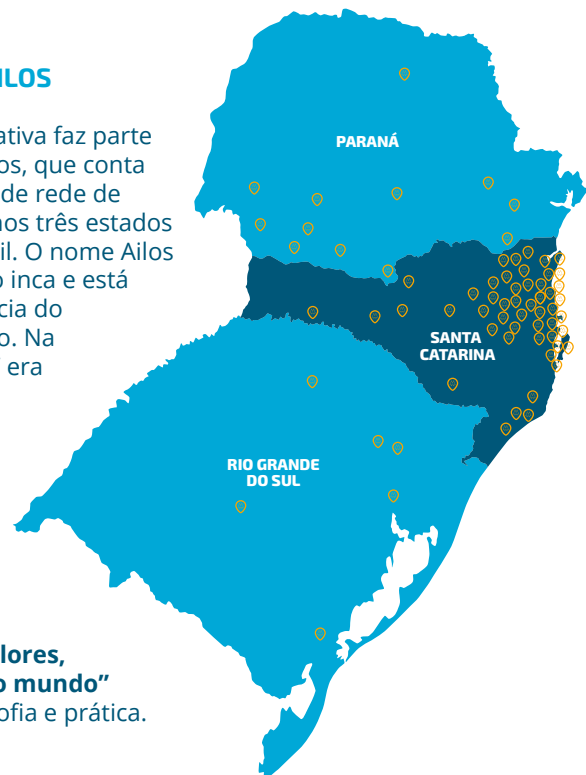 ILOS
ativa faz parte
os, que conta
de rede de
nos três estados
il. O nome Ailos
o inca e está
cia do
o. Na
era
lores,
o mundo”
ofia e prática.
PARANÁ
SANTA
CATARINA
RIO GRANDE
DO SUL